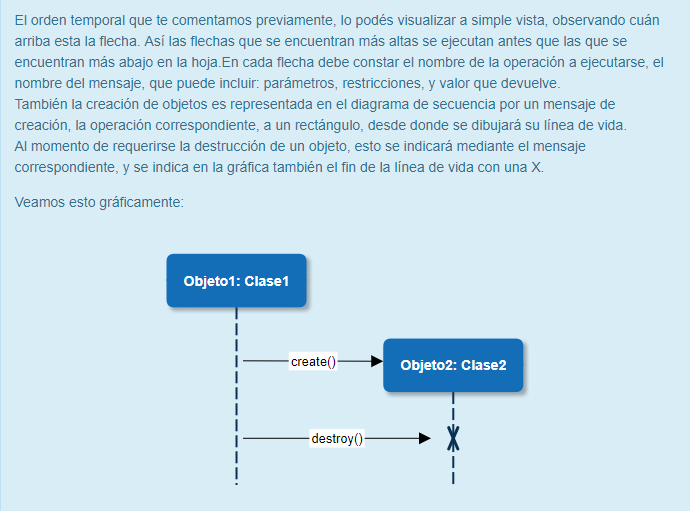 El orden temporal que te comentamos previamente, lo podés visualizar a simple vista, observando cuán
arriba esta la flecha. Así las flechas que se encuentran más altas se ejecutan antes que las que se
encuentran más abajo en la hoja.En cada flecha debe constar el nombre de la operación a ejecutarse, el
nombre del mensaje, que puede incluir: parámetros, restricciones, y valor que devuelve.
También la creación de objetos es representada en el diagrama de secuencia por un mensaje de
creación, la operación correspondiente, a un rectángulo, desde donde se dibujará su línea de vida.
Al momento de requerirse la destrucción de un objeto, esto se indicará mediante el mensaje
correspondiente, y se indica en la gráfica también el fin de la línea de vida con una X.
Veamos esto gráficamente:
Objeto1: Clase1
create()
Objeto2: Clase2
destroy()